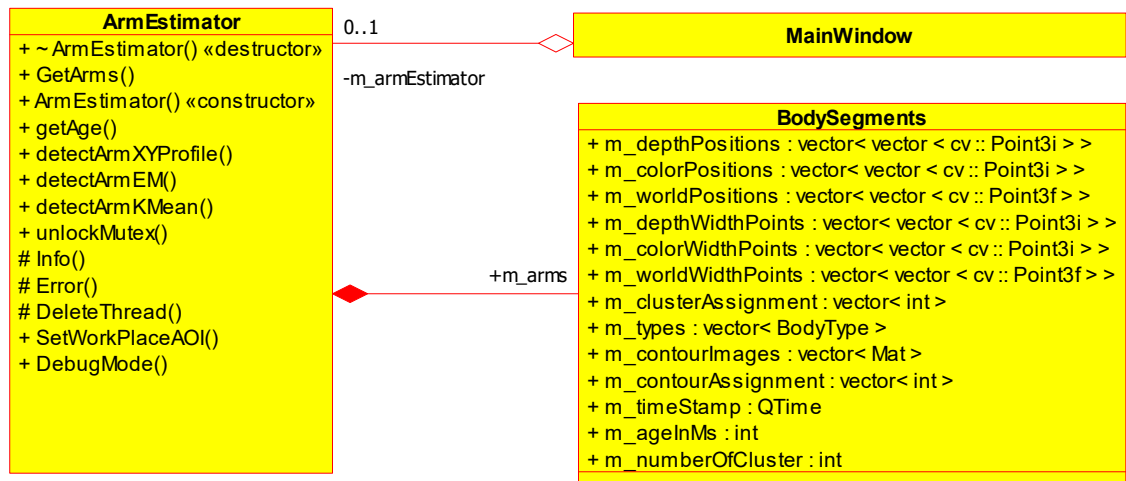 ArmEstimator
+ ~ ArmEstimator() «destructor»
+ GetArms()
+ ArmEstimator() «constructor»
+ getAge()
+ detectArmXYProfile()
+ detectArmEM()
+ detectArmKMean()
+ unlockMutex()
# Info()
# Error()
# DeleteThread()
+ SetWorkPlaceAOI()
+ DebugMode()
0..1
-m_armEstimator
MainWindow
+m_arms
BodySegments
+ m_depthPositions : vector< vector < cv :: Point3i > >
+ m_colorPositions : vector< vector < cv :: Point3i > >
+ m_worldPositions : vector< vector < cv :: Point3f > >
+ m_depthWidthPoints : vector< vector < cv :: Point3i > >
+ m_colorWidthPoints : vector< vector < cv :: Point3i > >
+ m_worldWidthPoints : vector< vector < cv :: Point3f > >
+ m_clusterAssignment : vector< int >
+ m_types : vector< BodyType >
+ m_contourImages : vector< Mat >
+ m_contourAssignment : vector< int >
+ m_timeStamp : QTime
+ m_ageInMs : int
+ m_numberOfCluster : int